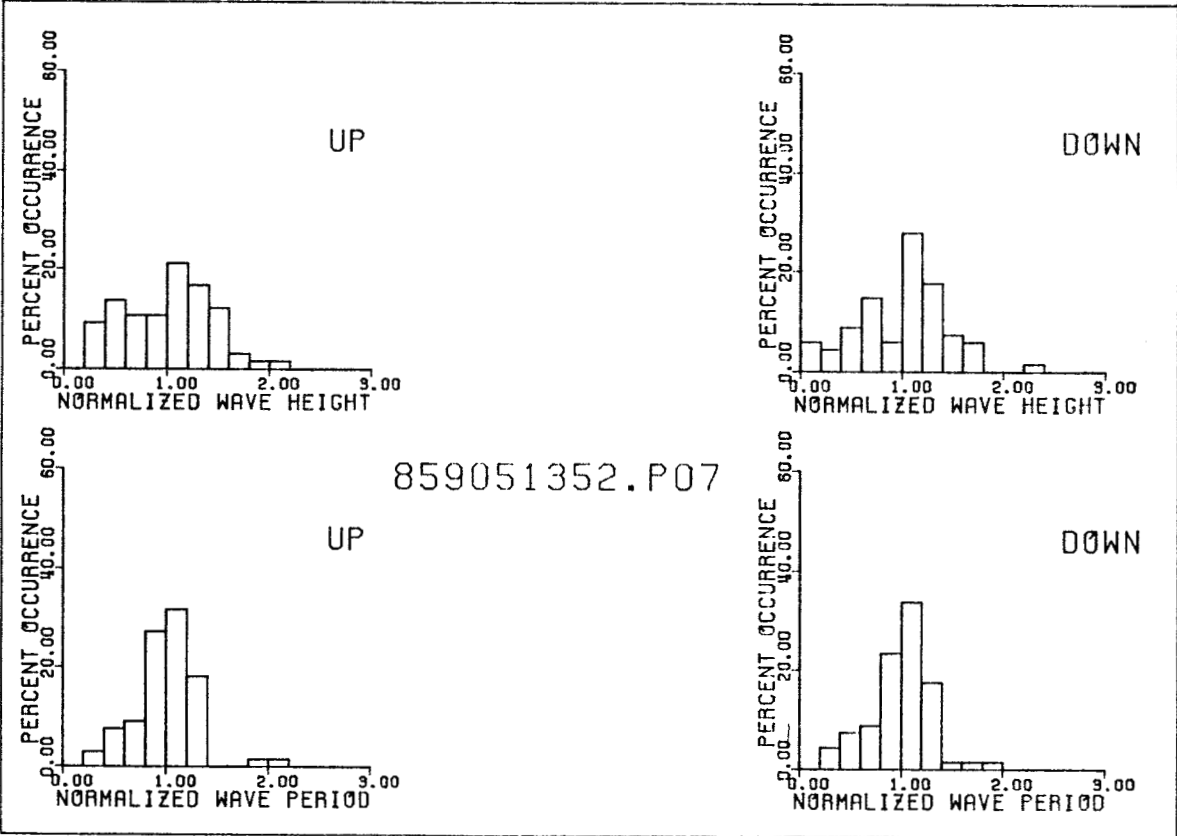 PERCENT OCCURRENCE
0.00 20.00 40.00 60.00
UP
0.00 1.00 2.00 3.00
NORMALIZED WAVE HEIGHT
PERCENT OCCURRENCE
0.00 20.00 40.00 60.00
DOWN
0.00 1.00 2.00 3.00
NORMALIZED WAVE HEIGHT
859051352.P07
PERCENT OCCURRENCE
0.00 20.00 40.00 60.00
UP
0.00 1.00 2.00 3.00
NORMALIZED WAVE PERIOD
PERCENT OCCURRENCE
0.00 20.00 40.00 60.00
DOWN
0.00 1.00 2.00 3.00
NORMALIZED WAVE PERIOD